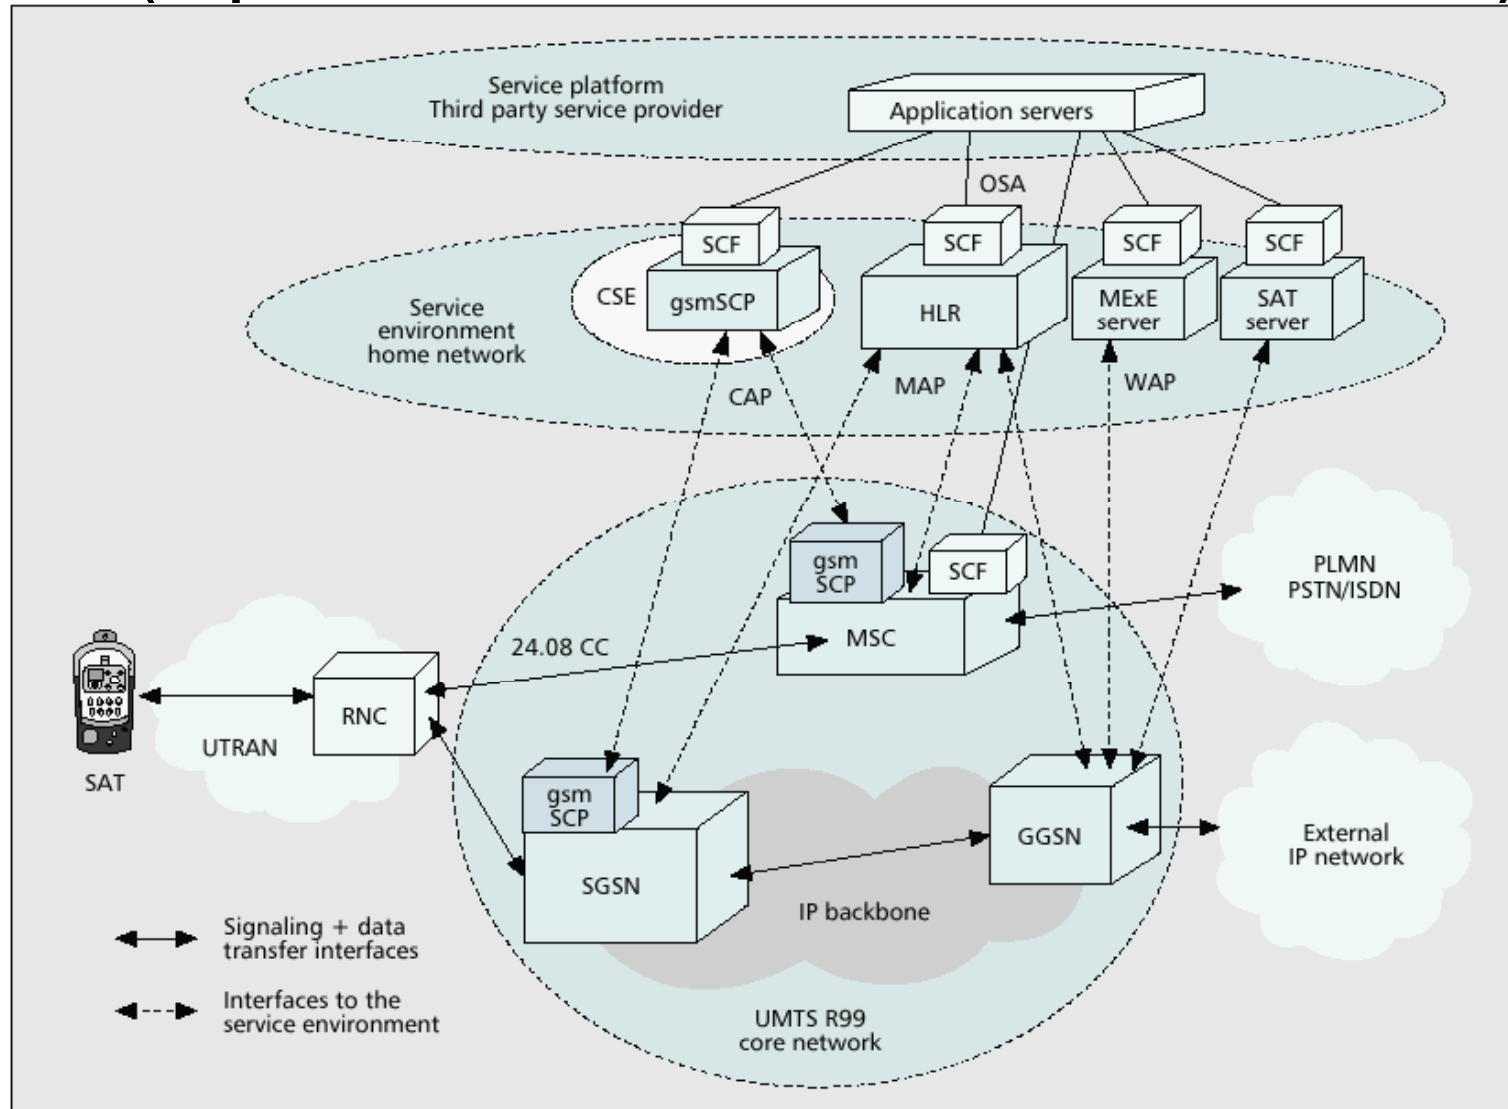 Service platform
Third party service provider
Application servers
OSA
SCF
SCF
SCF
SCF
CSE
gsmSCP
HLR
MExE
server
SAT
server
Service
environment
home network
CAP
MAP
WAP
gsm
SCP
SCF
MSC
PLMN
PSTN/ISDN
24.08 CC
RNC
UTRAN
SAT
gsm
SCP
SGSN
GGSN
External
IP network
IP backbone
Signaling + data
transfer interfaces
Interfaces to the
service environment
UMTS R99
core network